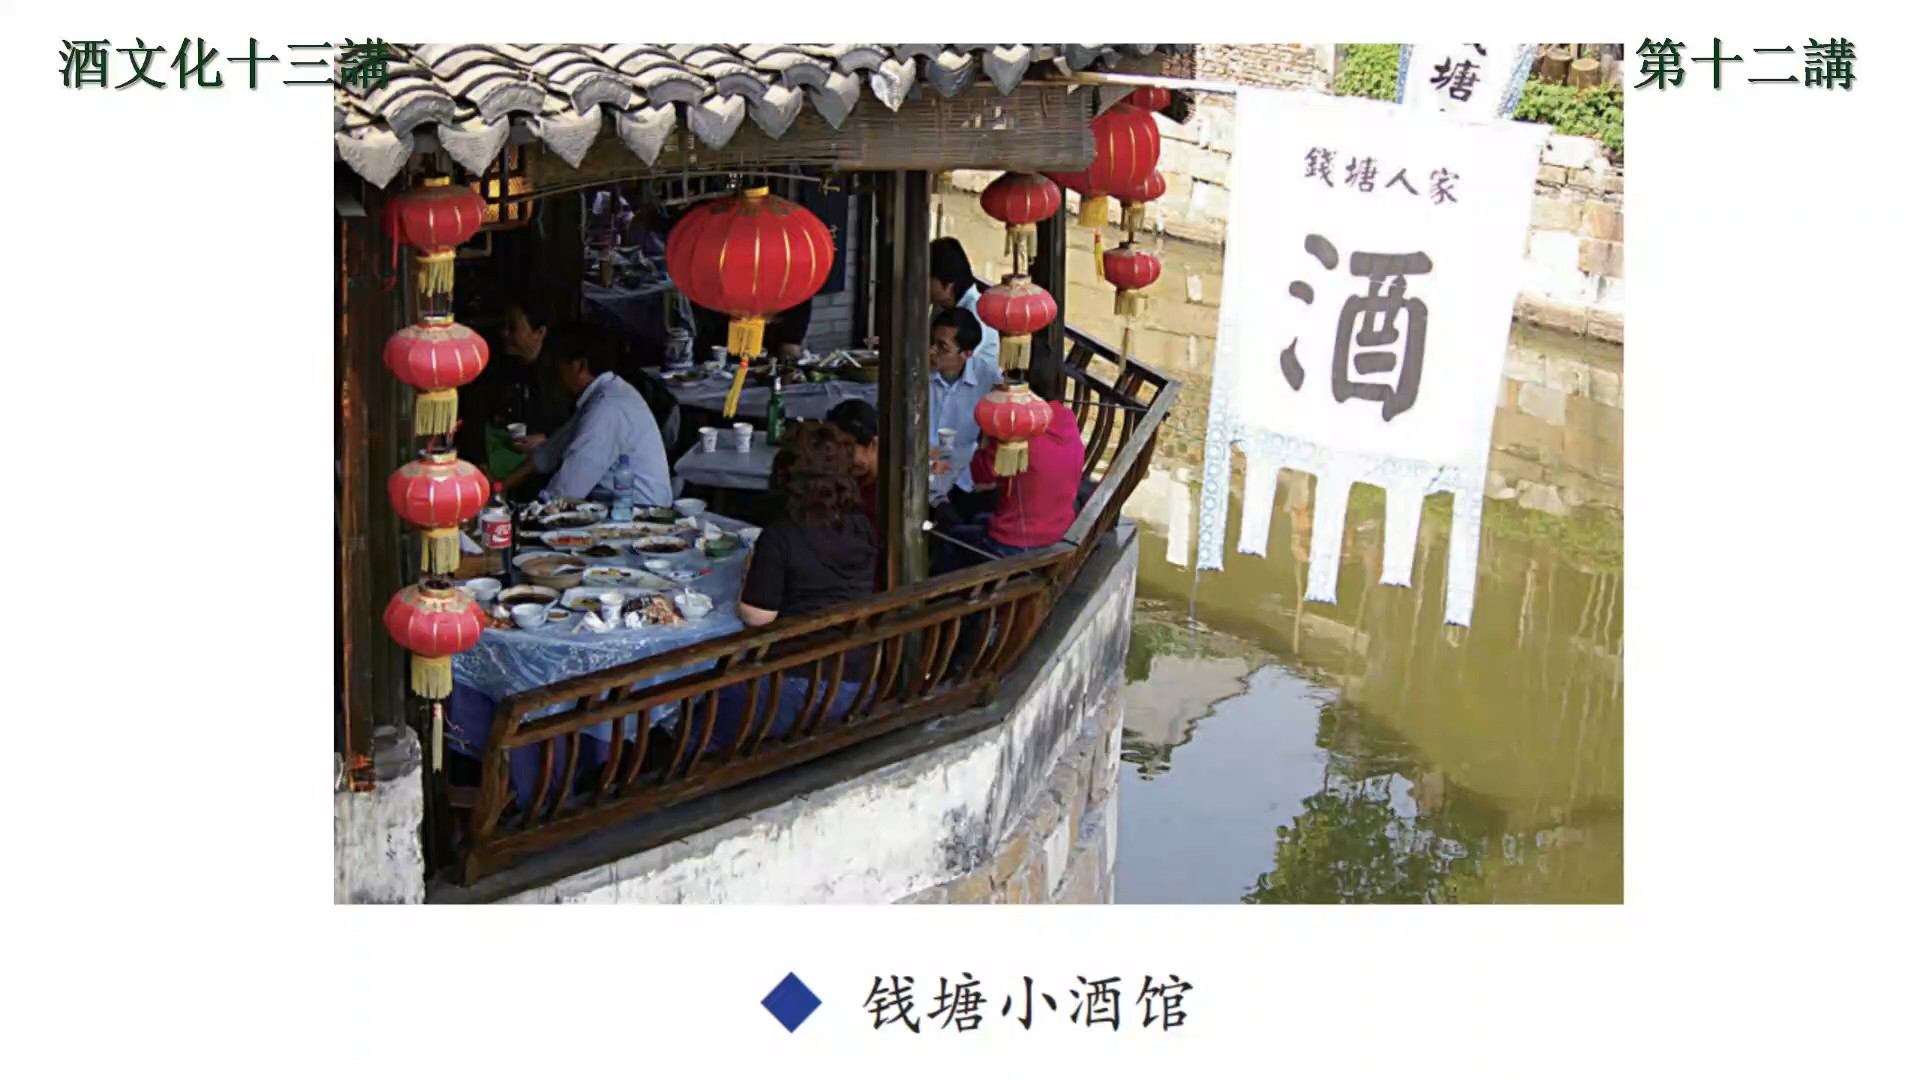 酒文化十三講
第十二講
塘
錢塘人家
酒
钱塘小酒馆